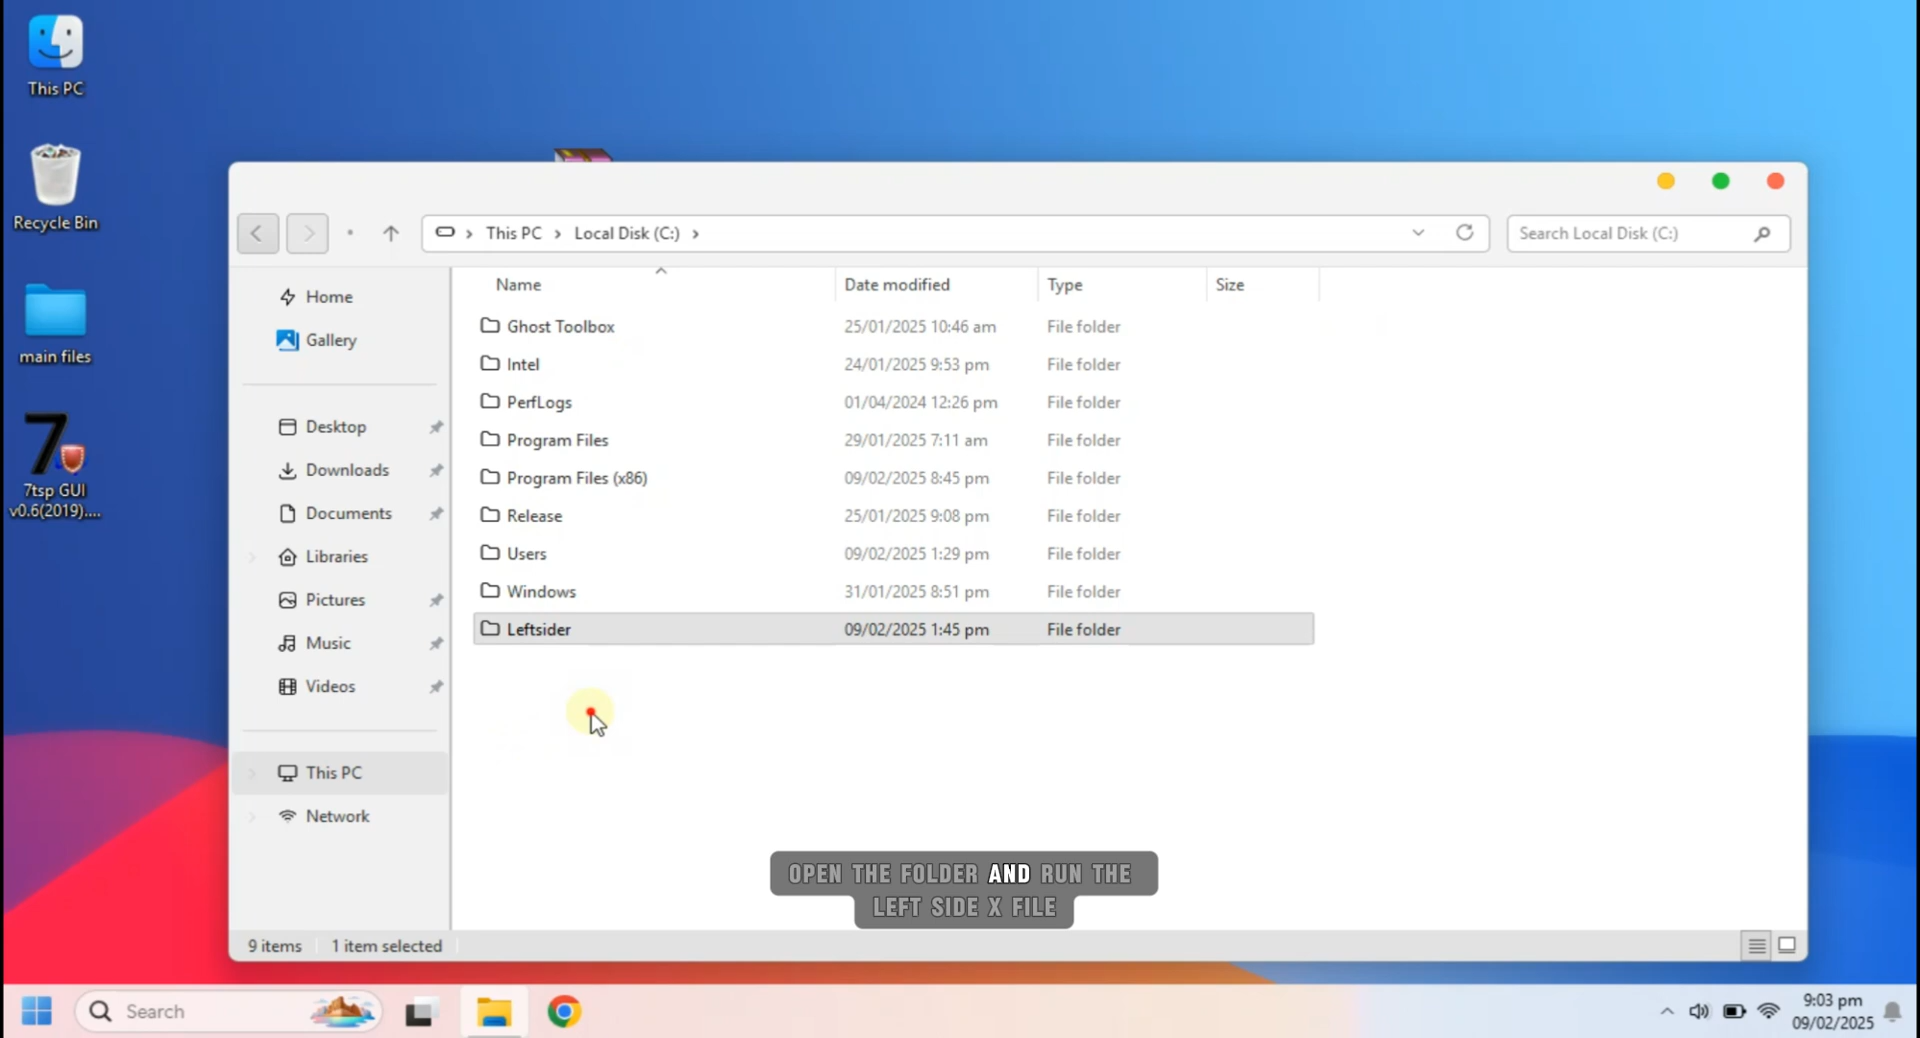 This PC
Recycle Bin
main files
7tsp GUI
v0.6(2019)....
This PC > Local Disk (C:) >
Search Local Disk (C:)
Home
Gallery
Desktop
Downloads
Documents
Libraries
Pictures
Music
Videos
This PC
Network
Name Date modified Type Size
Ghost Toolbox 25/01/2025 10:46 am File folder
Intel 24/01/2025 9:53 pm File folder
PerfLogs 01/04/2024 12:26 pm File folder
Program Files 29/01/2025 7:11 am File folder
Program Files (x86) 09/02/2025 8:45 pm File folder
Release 25/01/2025 9:08 pm File folder
Users 09/02/2025 1:29 pm File folder
Windows 31/01/2025 8:51 pm File folder
Leftsider 09/02/2025 1:45 pm File folder
OPEN THE FOLDER AND RUN THE
LEFT SIDE X FILE
9 items 1 item selected
Search
9:03 pm
09/02/2025